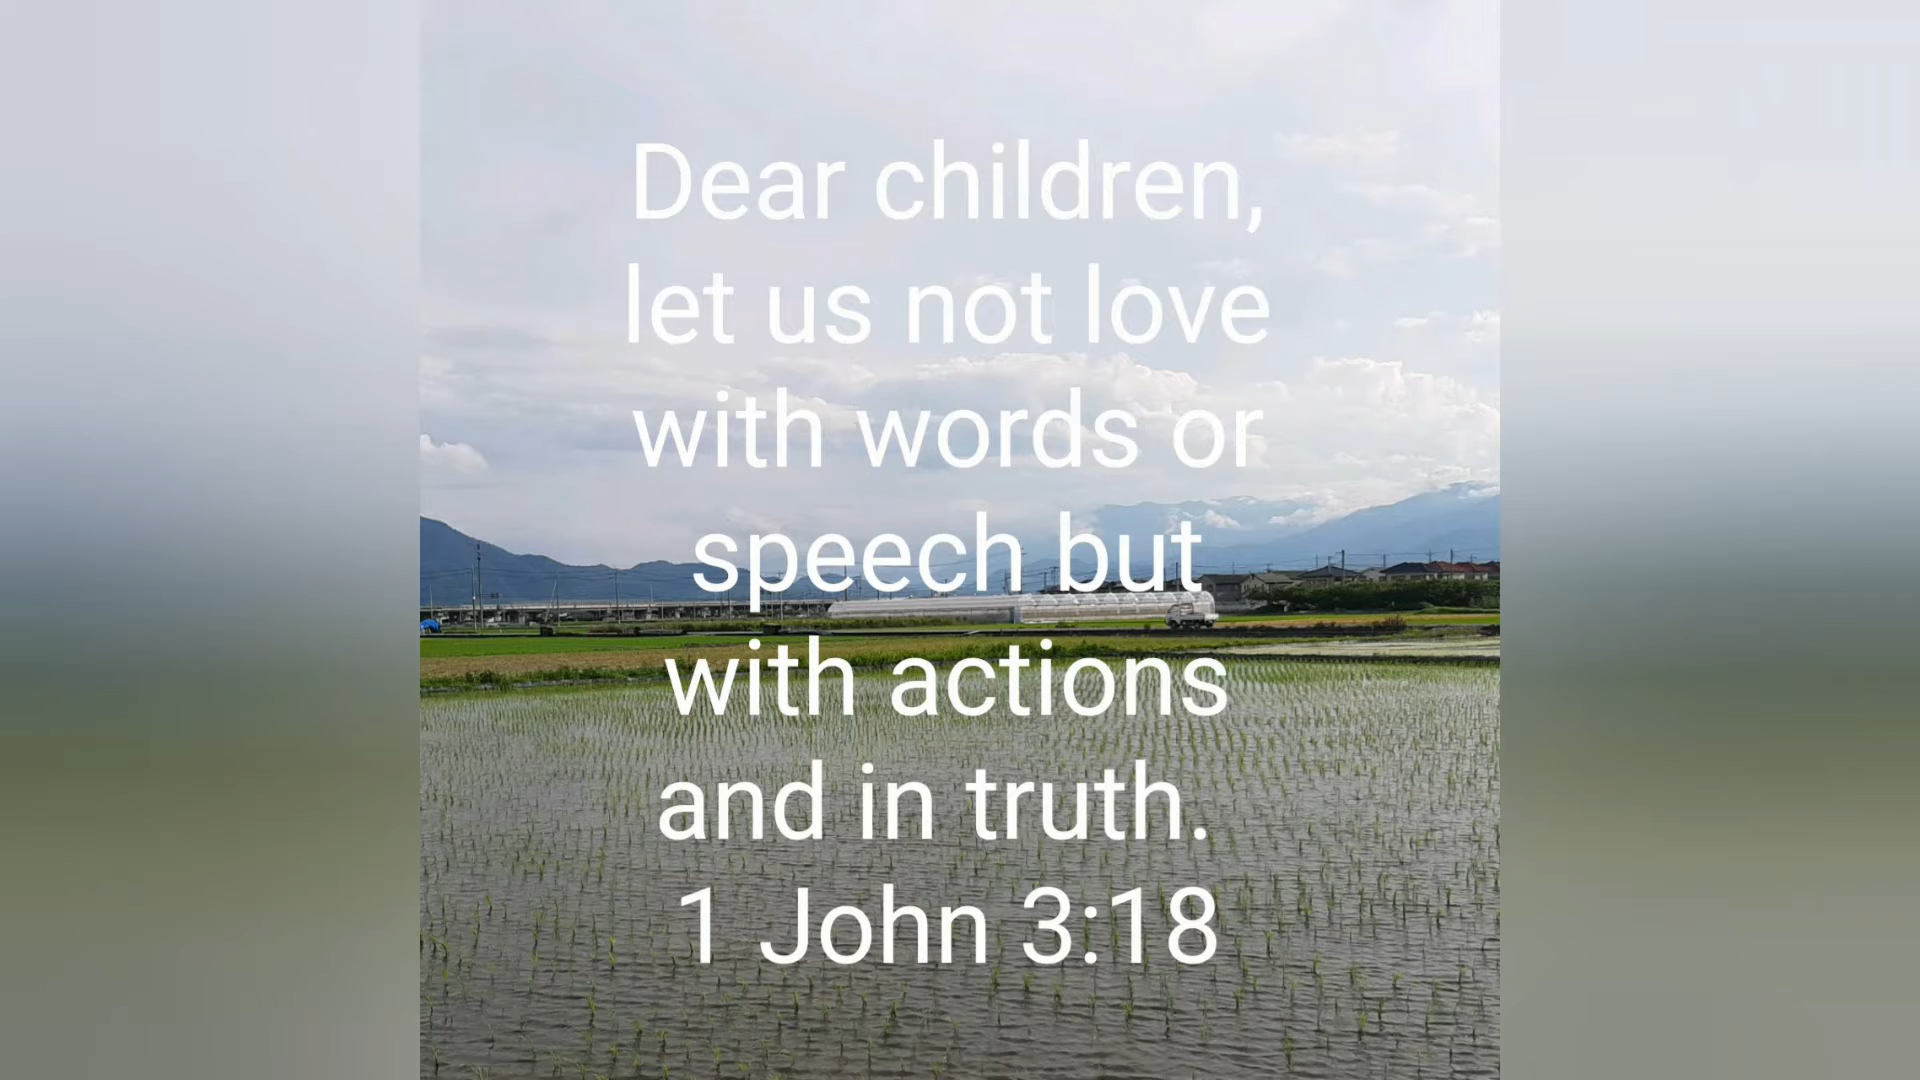 Dear children,
let us not love
with words or
speech but
with actions
and in truth.
1 John 3:18